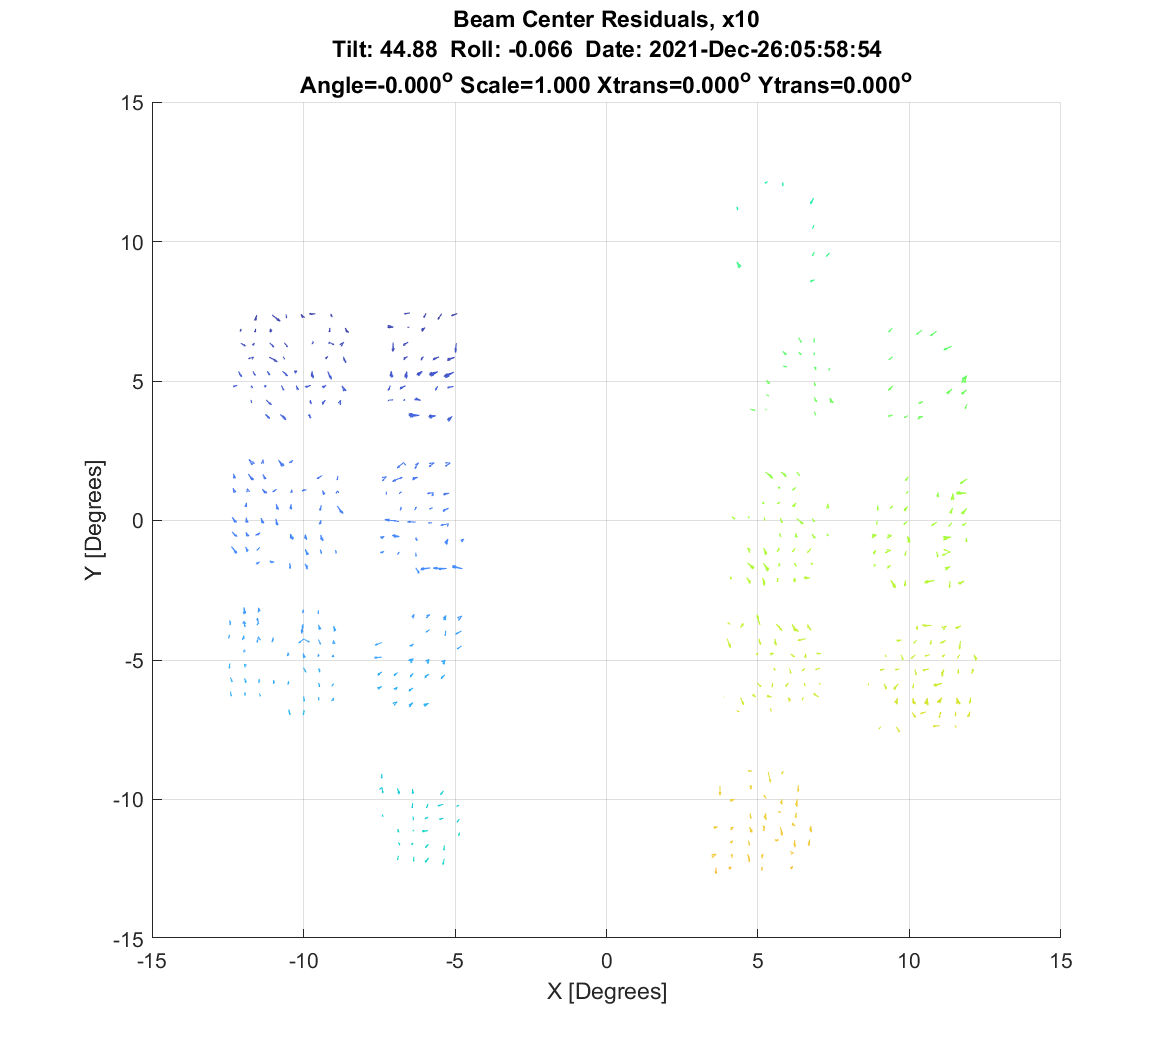 Beam Center Residuals, x10
Tilt: 44.88  Roll: -0.066  Date: 2021-Dec-26:05:58:54
Angle=-0.000° Scale=1.000 Xtrans=0.000° Ytrans=0.000°
15
10
5
0
-5
-10
-15
Y [Degrees]
-15 -10 -5 0 5 10 15
X [Degrees]